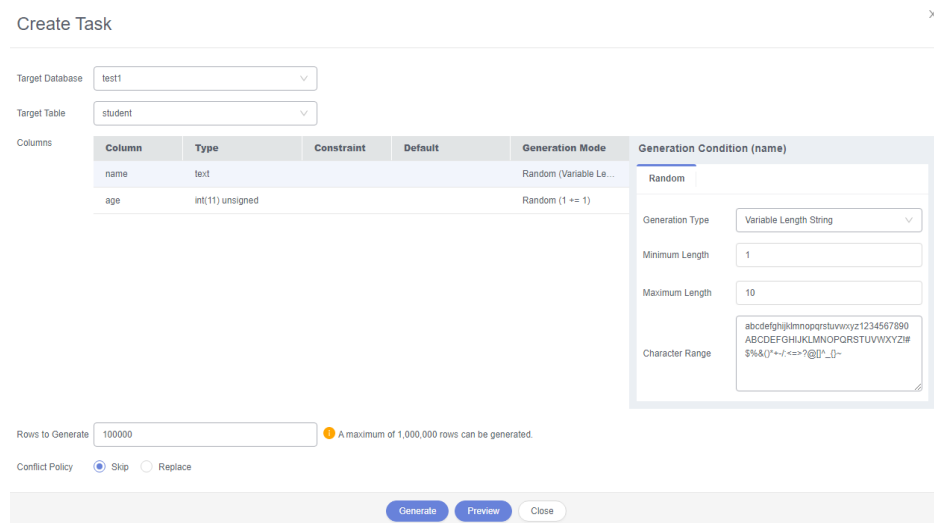 Create Task
Target Database test1
Target Table student
Columns
Column Type Constraint Default Generation Mode
name text Random (Variable Le...
age int(11) unsigned Random (1 += 1)
Generation Condition (name)
Random
Generation Type Variable Length String
Minimum Length 1
Maximum Length 10
Character Range
abcdefghijklmnopqrstuvwxyz1234567890
ABCDEFGHIJKLMNOPQRSTUVWXYZ!#
$%&()*+-/:<=>?@[]^_{}~
Rows to Generate 100000 A maximum of 1,000,000 rows can be generated.
Conflict Policy Skip Replace
Generate Preview Close